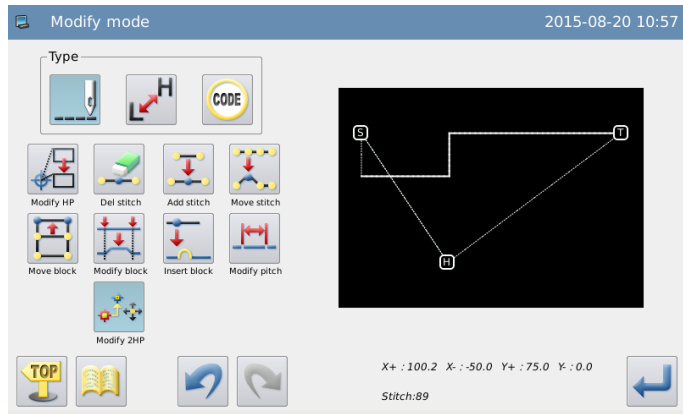 Modify mode 2015-08-20 10:57
Type
L H CODE
S T
Modify HP Del stitch Add stitch Move stitch
H
Move block Modify block Insert block Modify pitch
Modify 2HP
TOP
X+ : 100.2 X- : -50.0 Y+ : 75.0 Y- : 0.0
Stitch:89